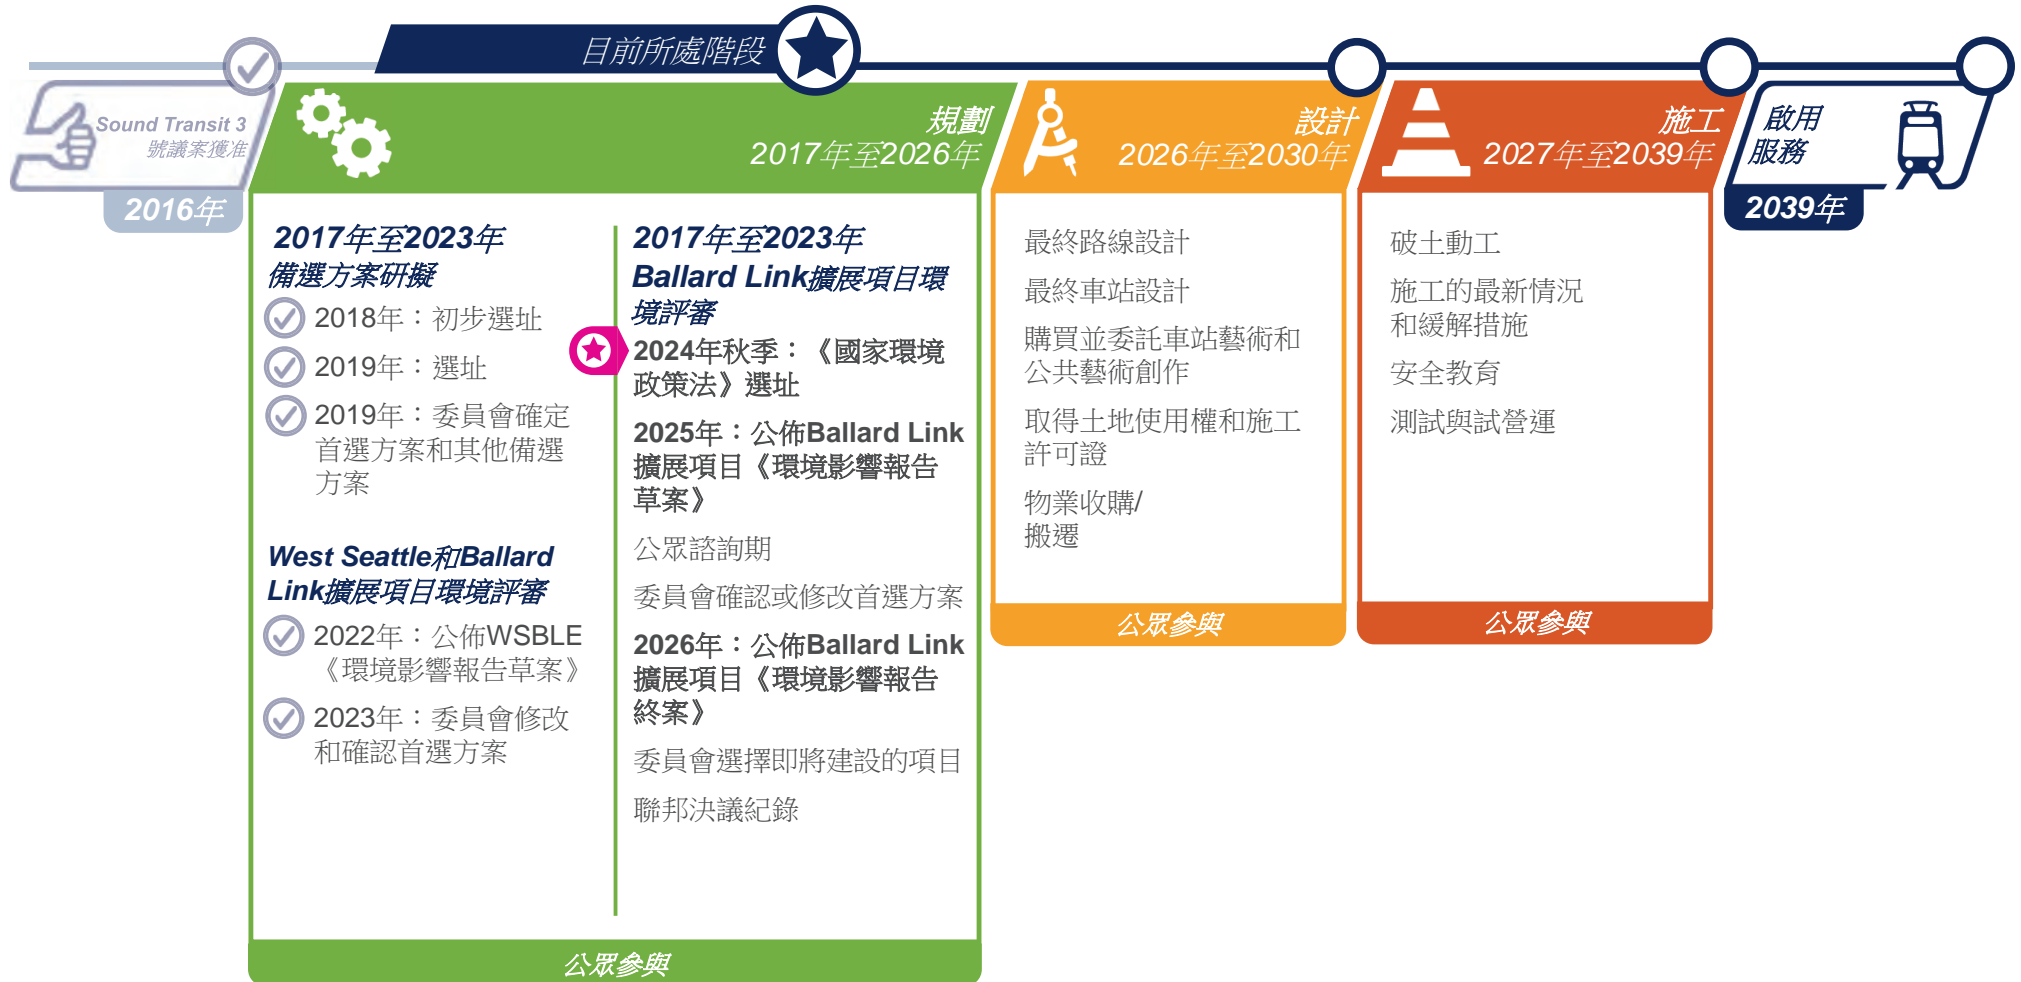 目前所處階段
Sound Transit 3
號議案獲准
2016年
規劃
2017年至2026年
2017年至2023年
備選方案研擬
2018年：初步選址
2019年：選址
2019年：委員會確定
首選方案和其他備選
方案
West Seattle和Ballard
Link擴展項目環境評審
2022年：公佈WSBLE
《環境影響報告草案》
2023年：委員會修改
和確認首選方案
2017年至2023年
Ballard Link擴展項目環
境評審
2024年秋季：《國家環境
政策法》選址
2025年：公佈Ballard Link
擴展項目《環境影響報告
草案》
公眾諮詢期
委員會確認或修改首選方案
2026年：公佈Ballard Link
擴展項目《環境影響報告
終案》
委員會選擇即將建設的項目
聯邦決議紀錄
公眾參與
設計
2026年至2030年
最終路線設計
最終車站設計
購買並委託車站藝術和
公共藝術創作
取得土地使用權和施工
許可證
物業收購/
搬遷
公眾參與
施工
2027年至2039年
破土動工
施工的最新情況
和緩解措施
安全教育
測試與試營運
公眾參與
啟用
服務
2039年